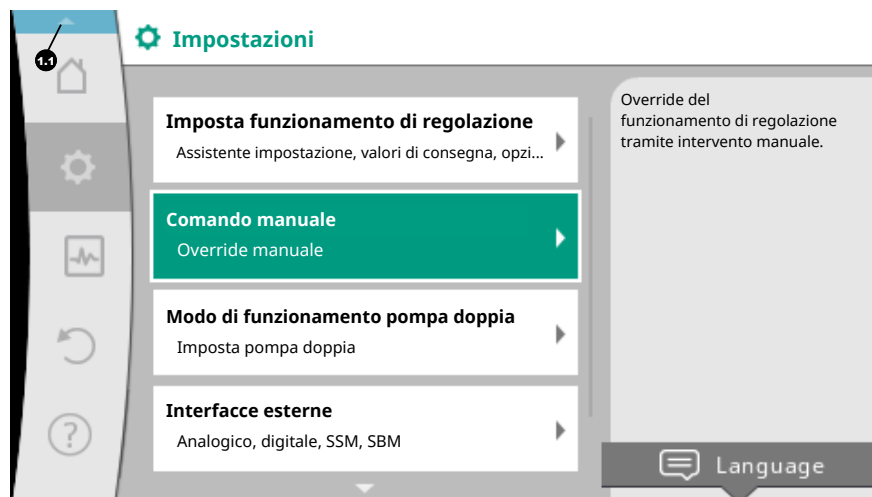 1.1
Impostazioni
Imposta funzionamento di regolazione
Assistente impostazione, valori di consegna, opzi...
Comando manuale
Override manuale
Modo di funzionamento pompa doppia
Imposta pompa doppia
Interfacce esterne
Analogico, digitale, SSM, SBM
Override del
funzionamento di regolazione
tramite intervento manuale.
?
Language